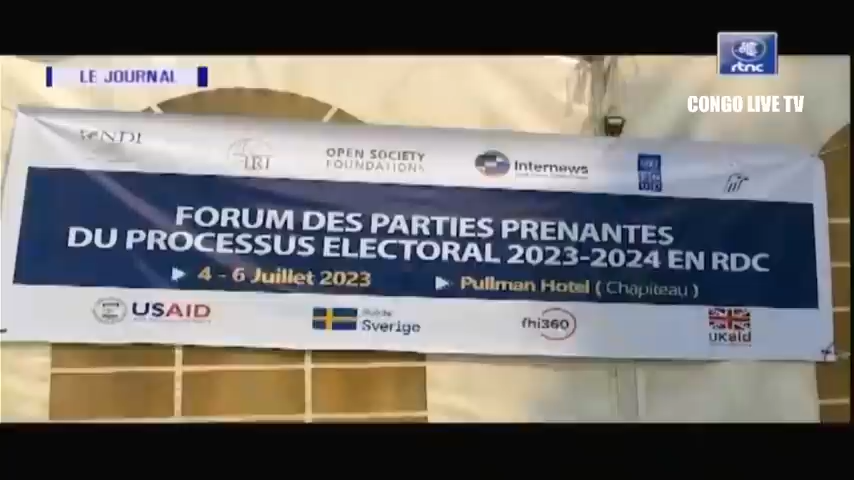 LE JOURNAL
rtnc
CONGO LIVE TV
NDI
IRI
OPEN SOCIETY
FOUNDATIONS
Internews
FORUM DES PARTIES PRENANTES
DU PROCESSUS ELECTORAL 2023-2024 EN RDC
4 - 6 Juillet 2023
Pullman Hotel ( Chapiteau )
USAID
Sverige
fhi360
UKaid